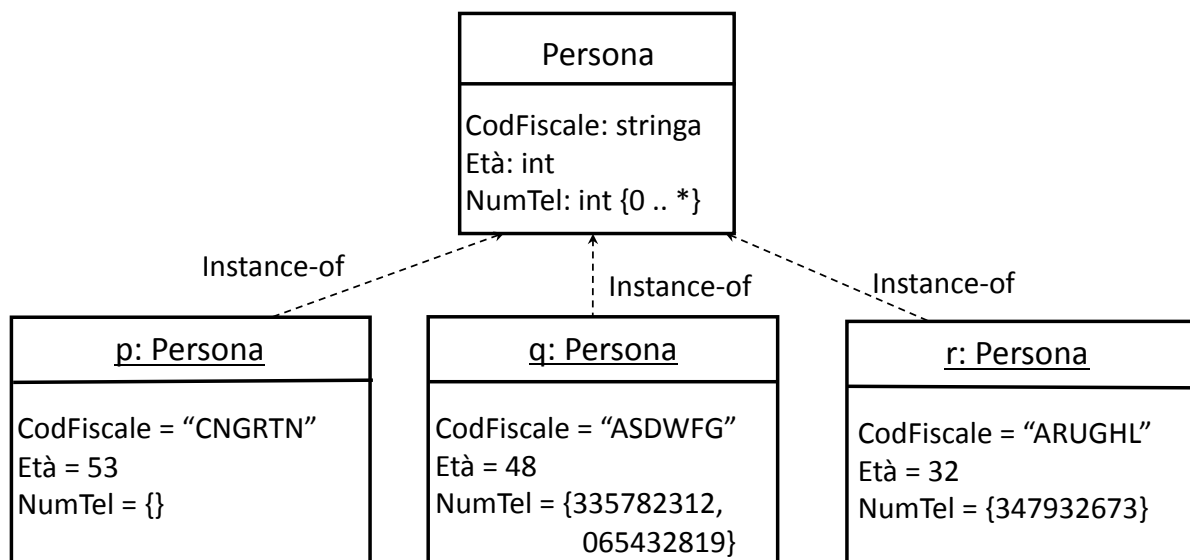 Persona
CodFiscale: stringa
Età: int
NumTel: int {0 .. *}
Instance-of
Instance-of
Instance-of
p: Persona
CodFiscale = “CNGRTN”
Età = 53
NumTel = {}
q: Persona
CodFiscale = “ASDWFG”
Età = 48
NumTel = {335782312,
065432819}
r: Persona
CodFiscale = “ARUGHL”
Età = 32
NumTel = {347932673}